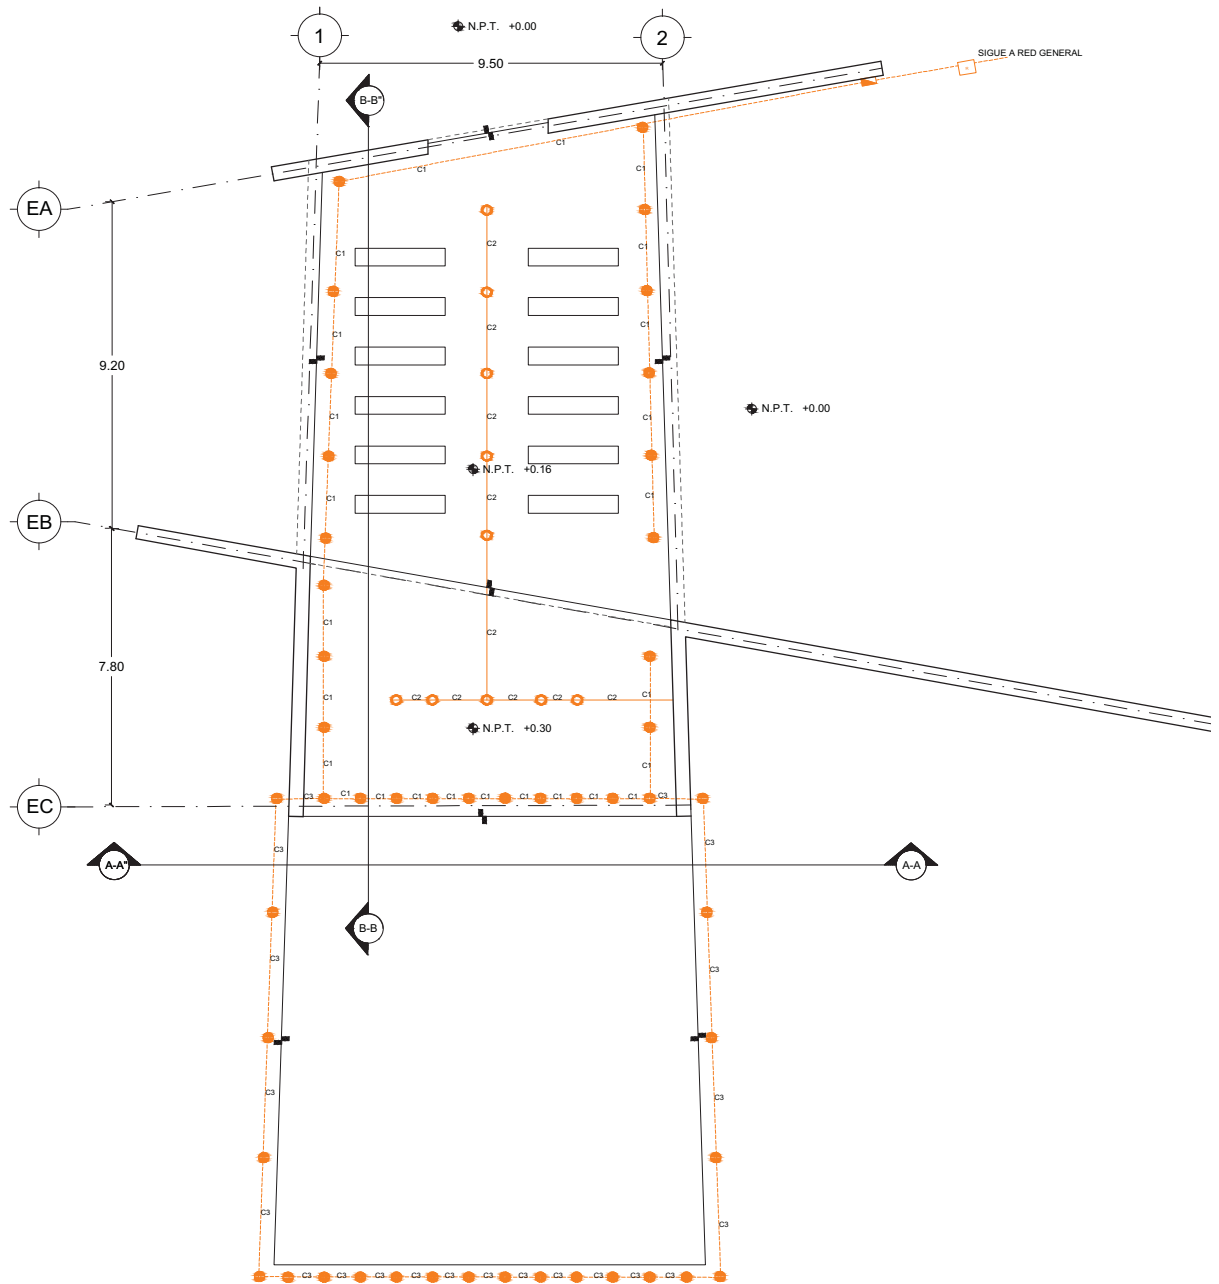 1
2
N.P.T. +0.00
9.50
SIGUE A RED GENERAL
B-B"
C1
C1
C1
EA
C2
C1
C1
C2
C1
C1
9.20
N.P.T. +0.00
C1
C2
C1
N.P.T. +0.16
C1
C2
C1
EB
C1
C2
7.80
C1
C2 C2 C2 C2 C2
C1
N.P.T. +0.30
C1
C1
C3 C1 C1 C1 C1 C1 C1 C1 C1 C3
EC
C3
C3
A-A"
A-A
B-B
C3
C3
C3
C3
C3
C3
C3 C3 C3 C3 C3 C3 C3 C3 C3 C3 C3